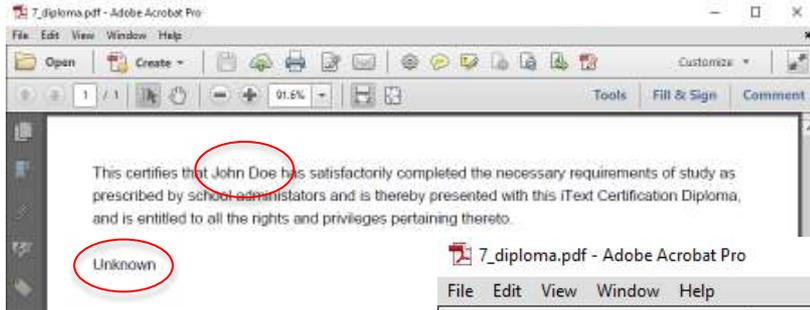 7_diploma.pdf - Adobe Acrobat Pro
File Edit View Window Help
Open Create Customize
1 / 1 91.6% Tools Fill & Sign Comment
This certifies that John Doe has satisfactorily completed the necessary requirements of study as
prescribed by school administators and is thereby presented with this iText Certification Diploma,
and is entitled to all the rights and privileges pertaining thereto.
Unknown
7_diploma.pdf - Adobe Acrobat Pro
File Edit View Window Help